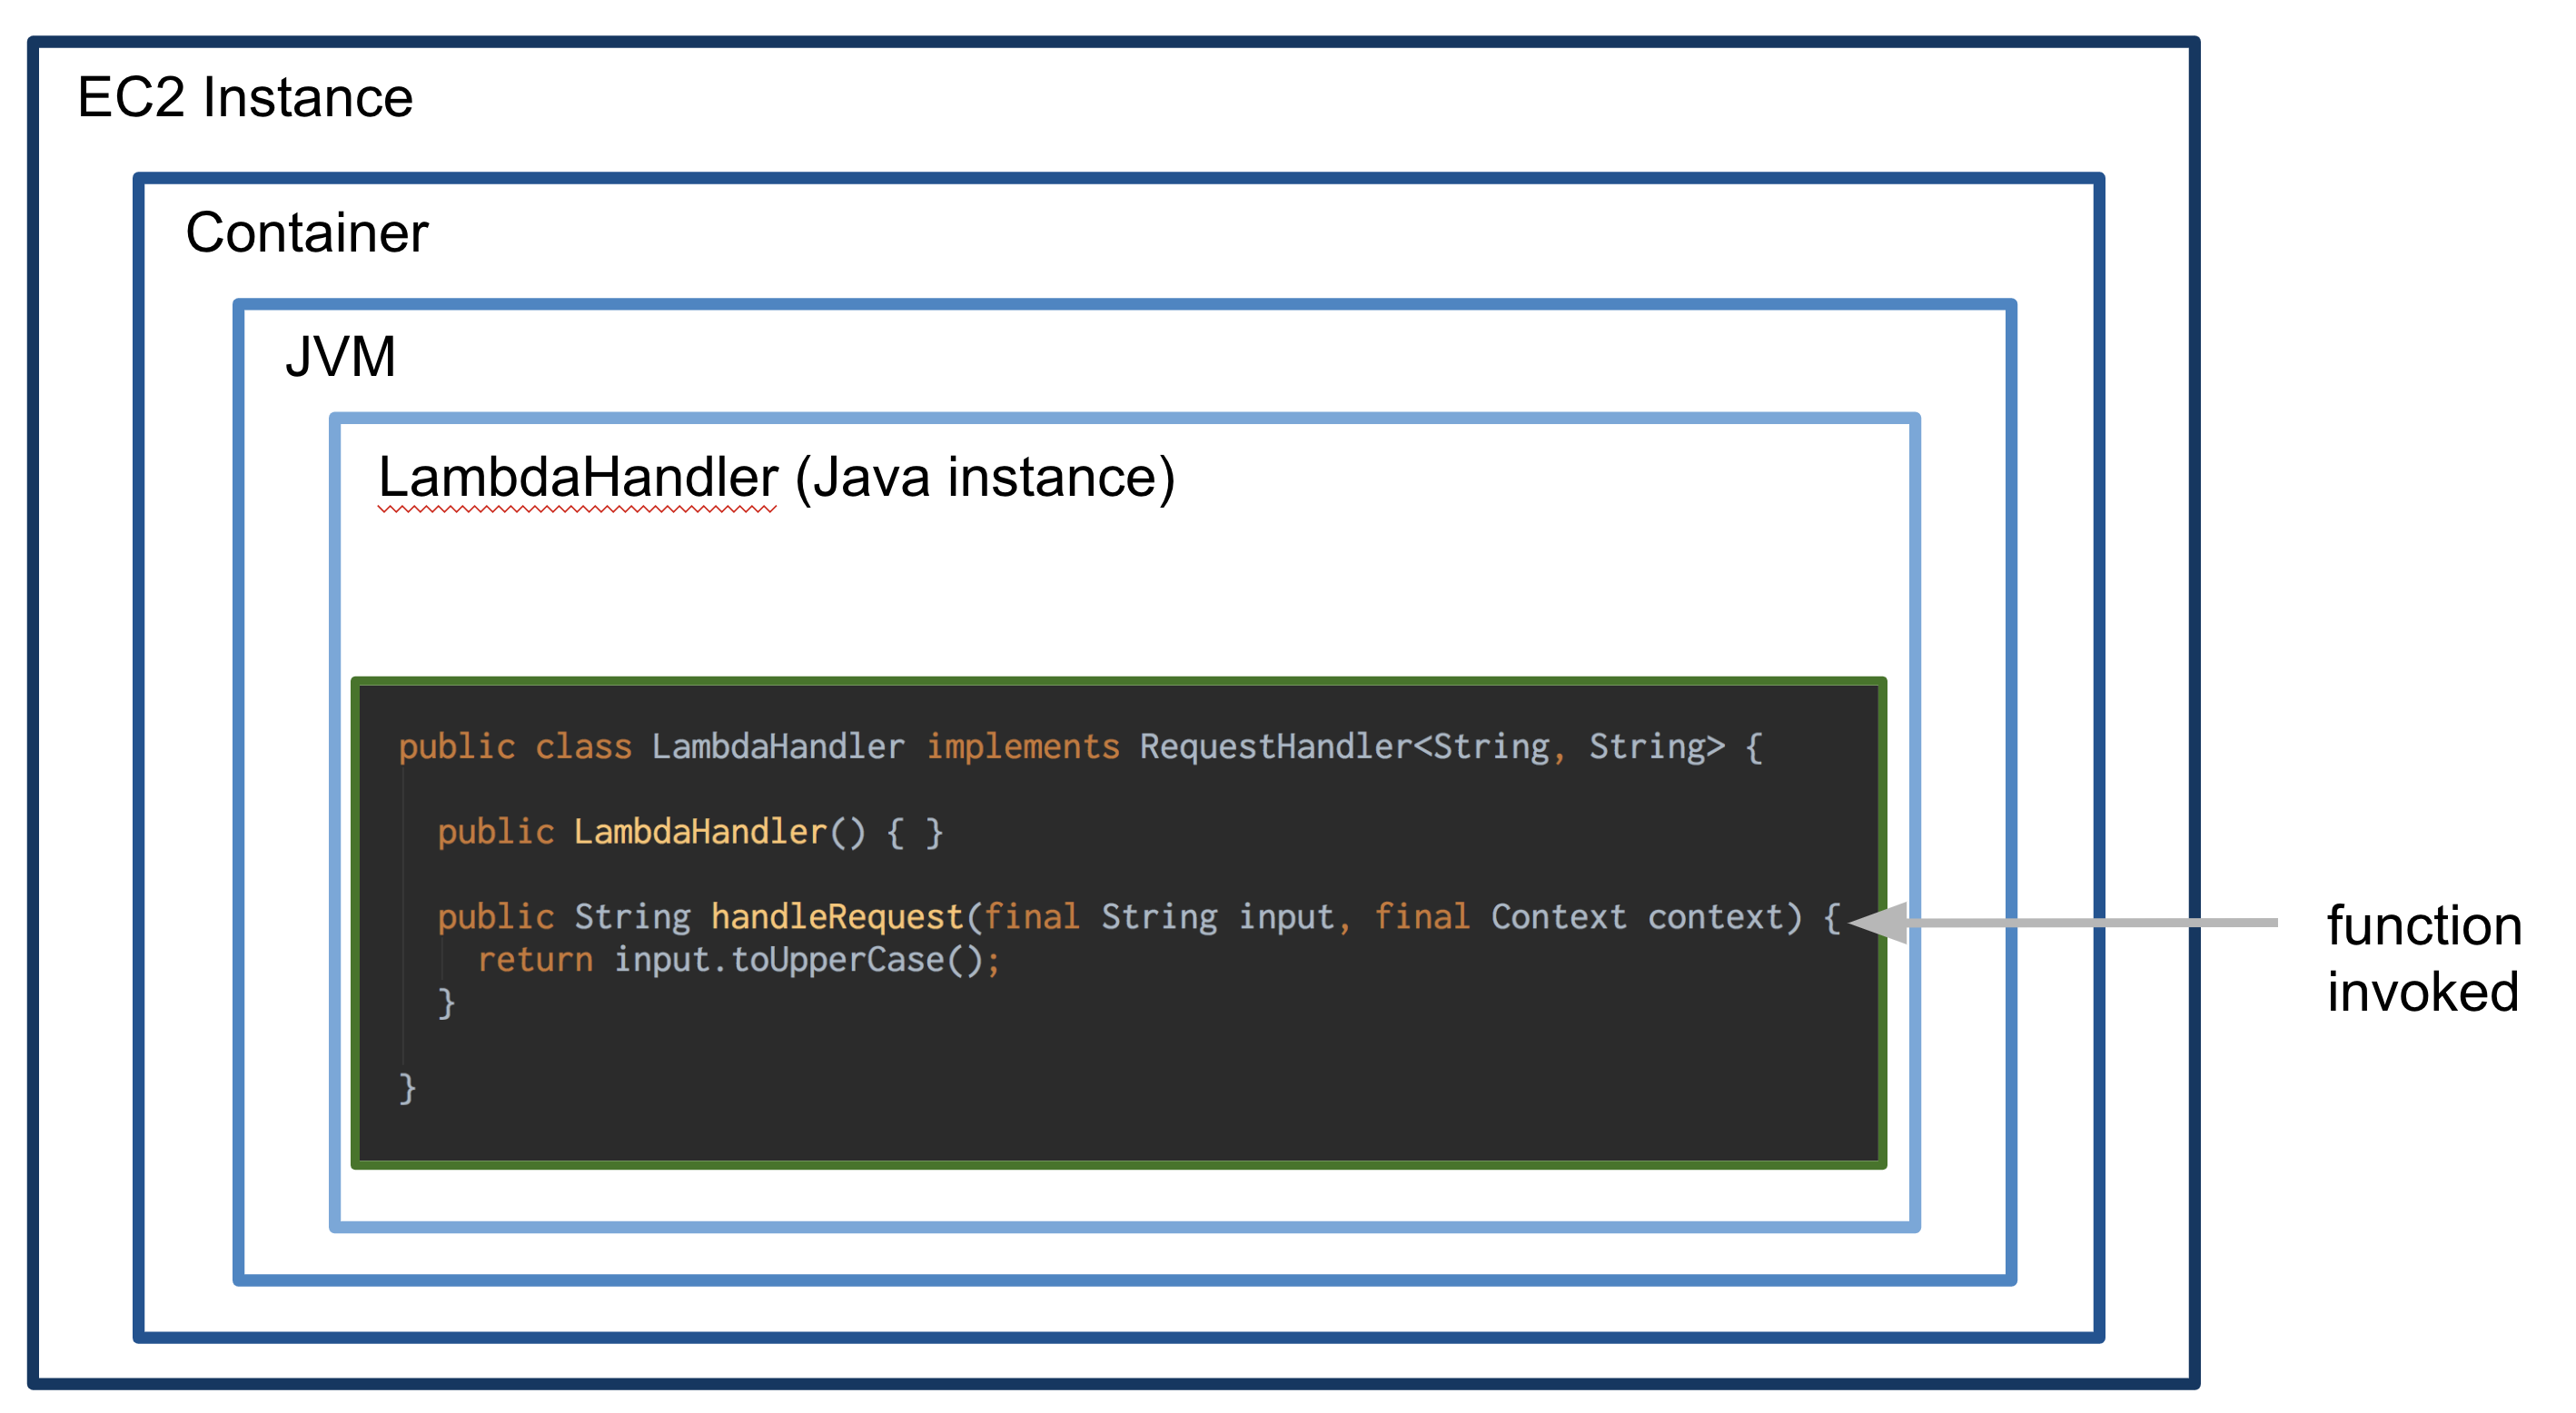 EC2 Instance
Container
JVM
LambdaHandler (Java instance)
public class LambdaHandler implements RequestHandler<String, String> {
public LambdaHandler() { }
public String handleRequest(final String input, final Context context) {
return input.toUpperCase();
}
}
function
invoked